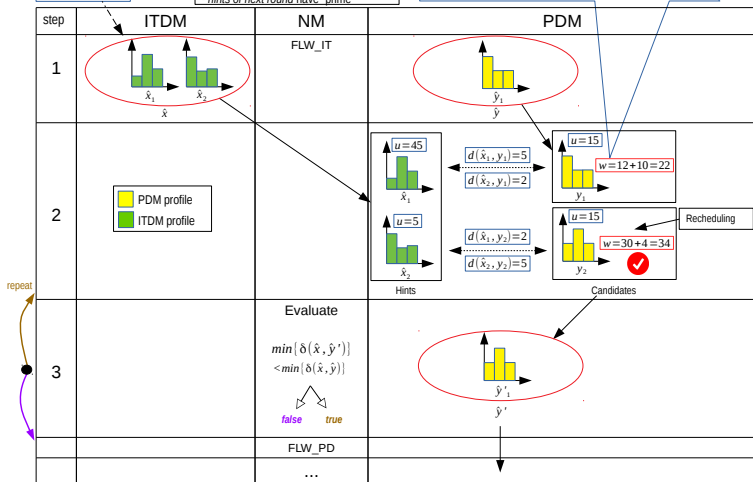 hints of next round have "prime"
step
ITDM
NM
PDM
1
FLW_IT
x̂₁
x̂₂
x̂
ŷ₁
ŷ
2
PDM profile
ITDM profile
u=45
x̂₁
d(x̂₁, y₁)=5
d(x̂₂, y₁)=2
u=15
w=12+10=22
y₁
u=5
x̂₂
d(x̂₁, y₂)=2
d(x̂₂, y₂)=5
u=15
w=30+4=34
y₂
Recheduling
Hints
Candidates
repeat
3
Evaluate
min{δ(x̂, ŷ')}
<min{δ(x̂, ŷ)}
false
true
ŷ'₁
ŷ'
FLW_PD
...